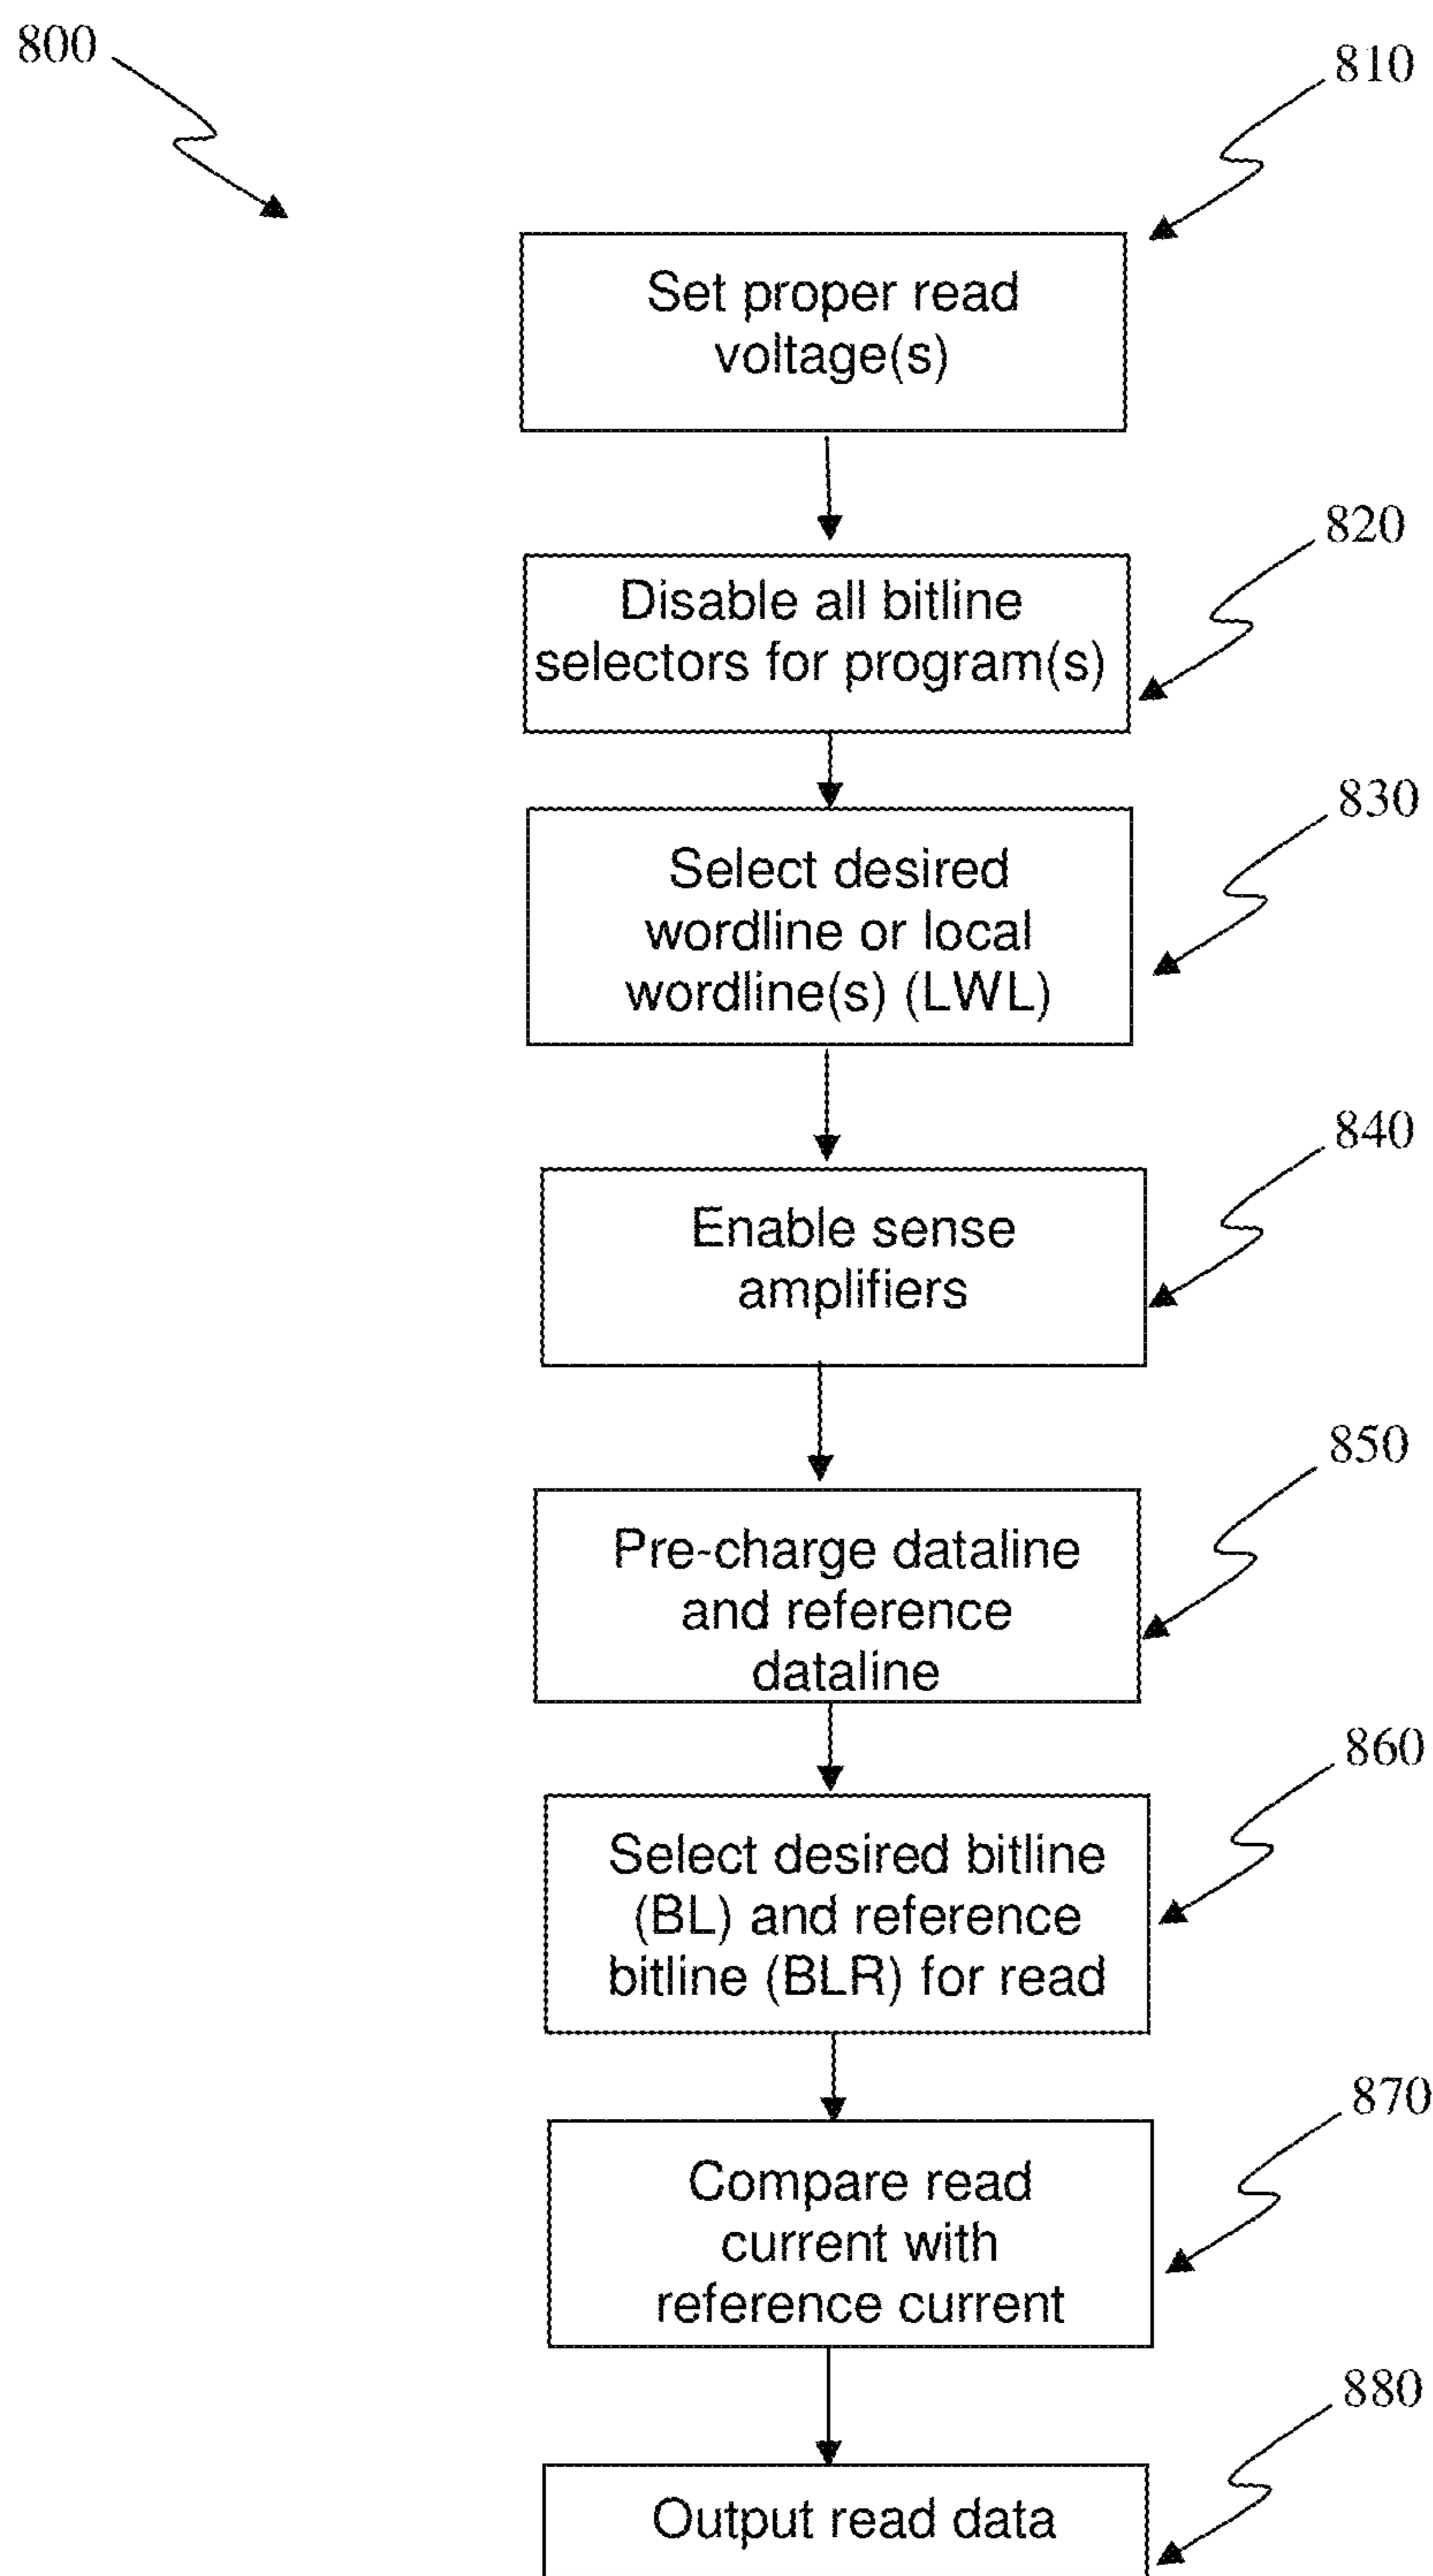 800
810
Set proper read
voltage(s)
820
Disable all bitline
selectors for program(s)
830
Select desired
wordline or local
wordline(s) (LWL)
840
Enable sense
amplifiers
850
Pre-charge dataline
and reference
dataline
860
Select desired bitline
(BL) and reference
bitline (BLR) for read
870
Compare read
current with
reference current
880
Output read data